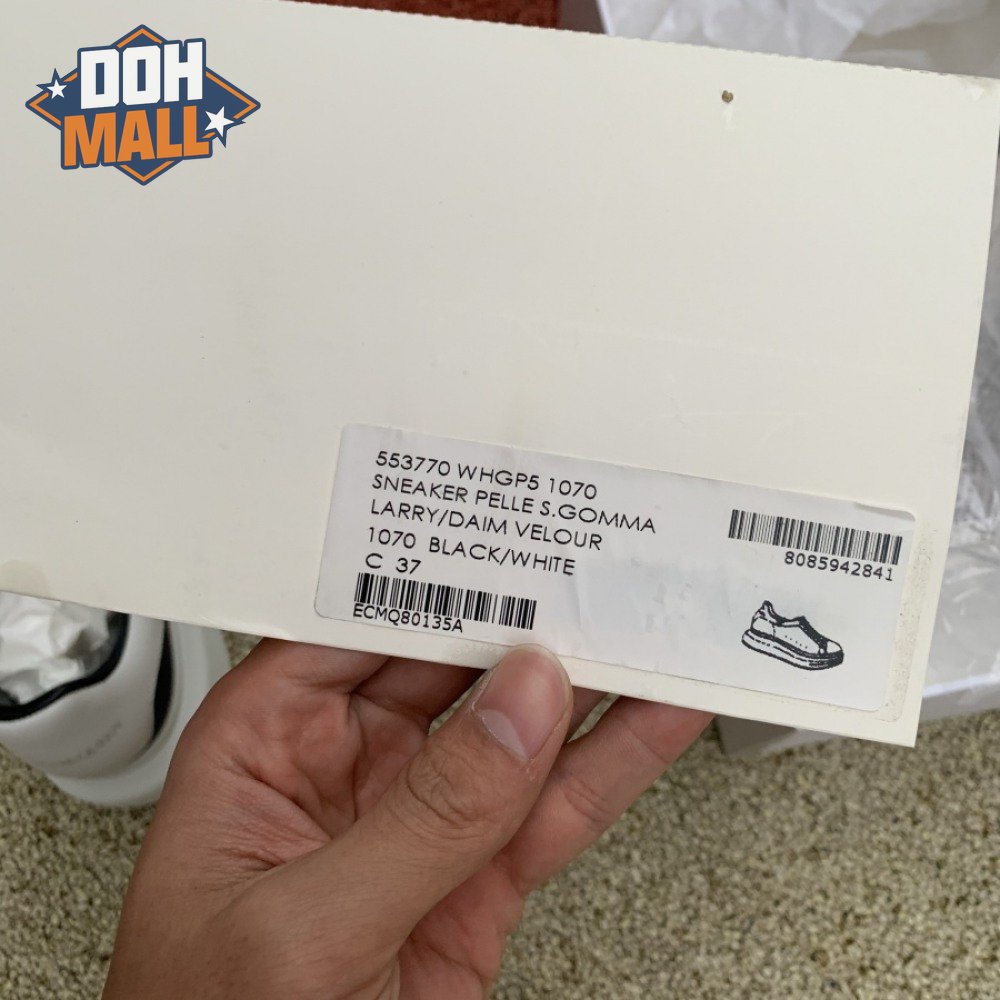 DOH
MALL
553770 WHGP5 1070
SNEAKER PELLE S.GOMMA
LARRY/DAIM VELOUR
1070 BLACK/WHITE
C 37
ECMQ80135A
8085942841